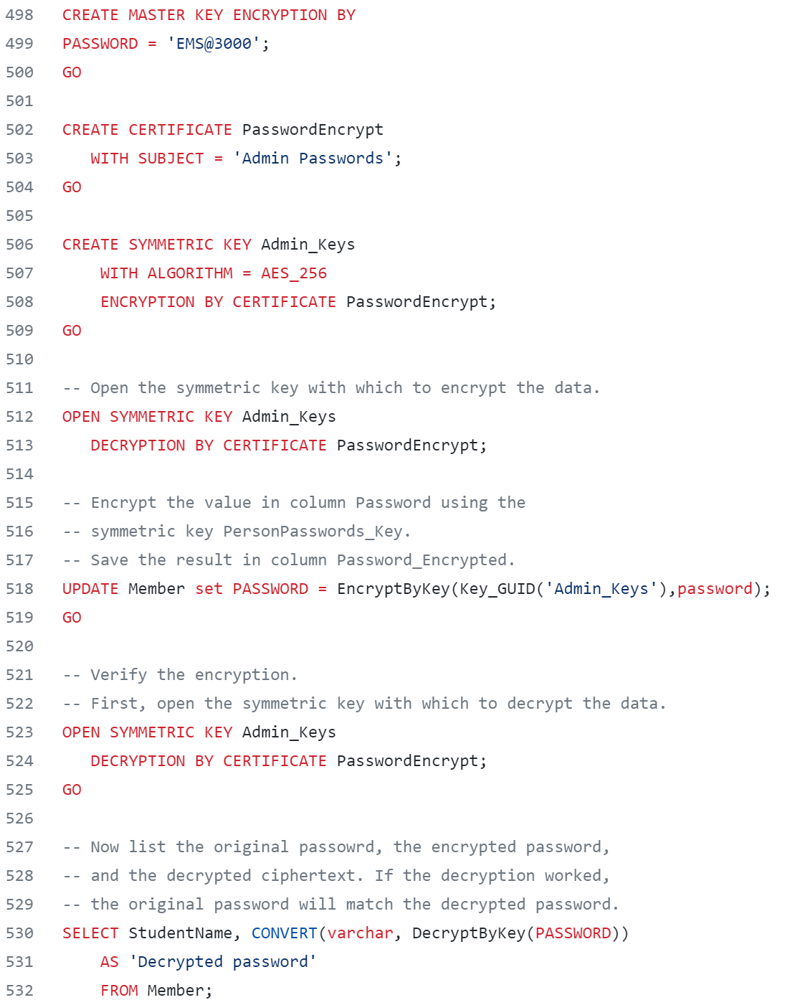 498 CREATE MASTER KEY ENCRYPTION BY
499 PASSWORD = 'EMS@3000';
500 GO
501
502 CREATE CERTIFICATE PasswordEncrypt
503 WITH SUBJECT = 'Admin Passwords';
504 GO
505
506 CREATE SYMMETRIC KEY Admin_Keys
507 WITH ALGORITHM = AES_256
508 ENCRYPTION BY CERTIFICATE PasswordEncrypt;
509 GO
510
511 -- Open the symmetric key with which to encrypt the data.
512 OPEN SYMMETRIC KEY Admin_Keys
513 DECRYPTION BY CERTIFICATE PasswordEncrypt;
514
515 -- Encrypt the value in column Password using the
516 -- symmetric key PersonPasswords_Key.
517 -- Save the result in column Password_Encrypted.
518 UPDATE Member set PASSWORD = EncryptByKey(Key_GUID('Admin_Keys'),password);
519 GO
520
521 -- Verify the encryption.
522 -- First, open the symmetric key with which to decrypt the data.
523 OPEN SYMMETRIC KEY Admin_Keys
524 DECRYPTION BY CERTIFICATE PasswordEncrypt;
525 GO
526
527 -- Now list the original passowrd, the encrypted password,
528 -- and the decrypted ciphertext. If the decryption worked,
529 -- the original password will match the decrypted password.
530 SELECT StudentName, CONVERT(varchar, DecryptByKey(PASSWORD))
531 AS 'Decrypted password'
532 FROM Member;